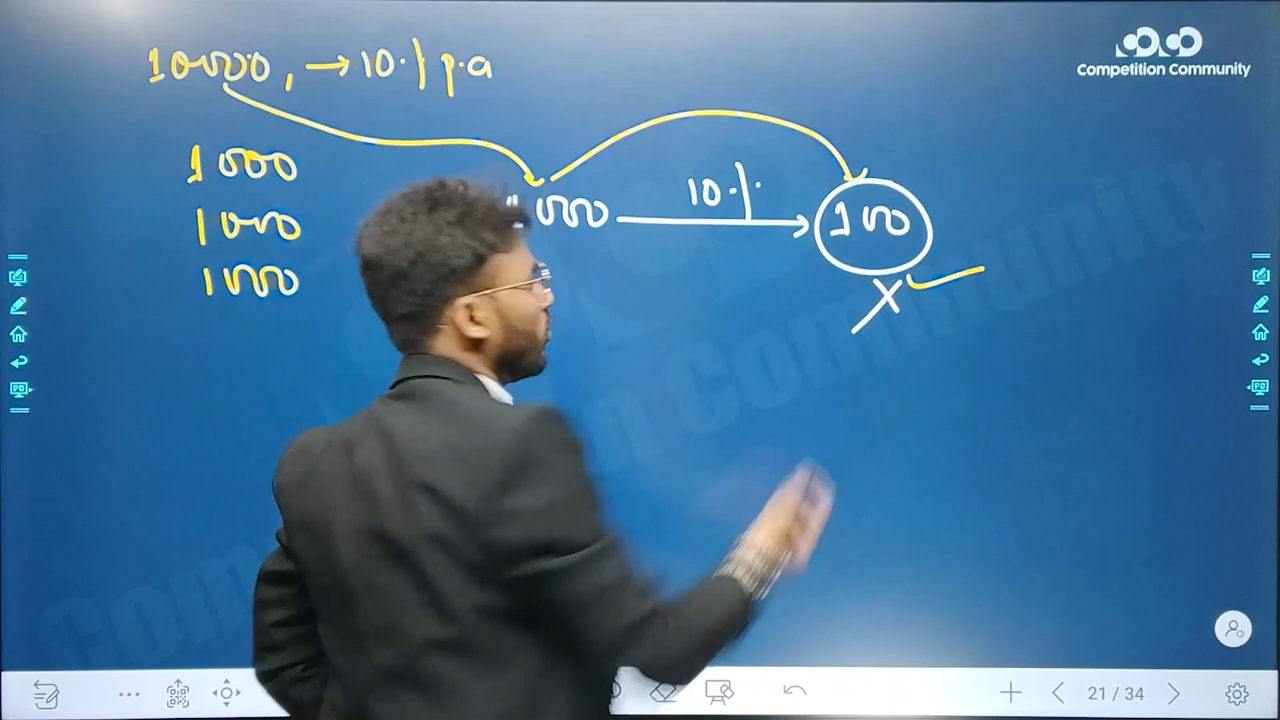 Competition Community
10000, → 10% p.a
1000
1000
1000
1000
10%
100
X
21 / 34